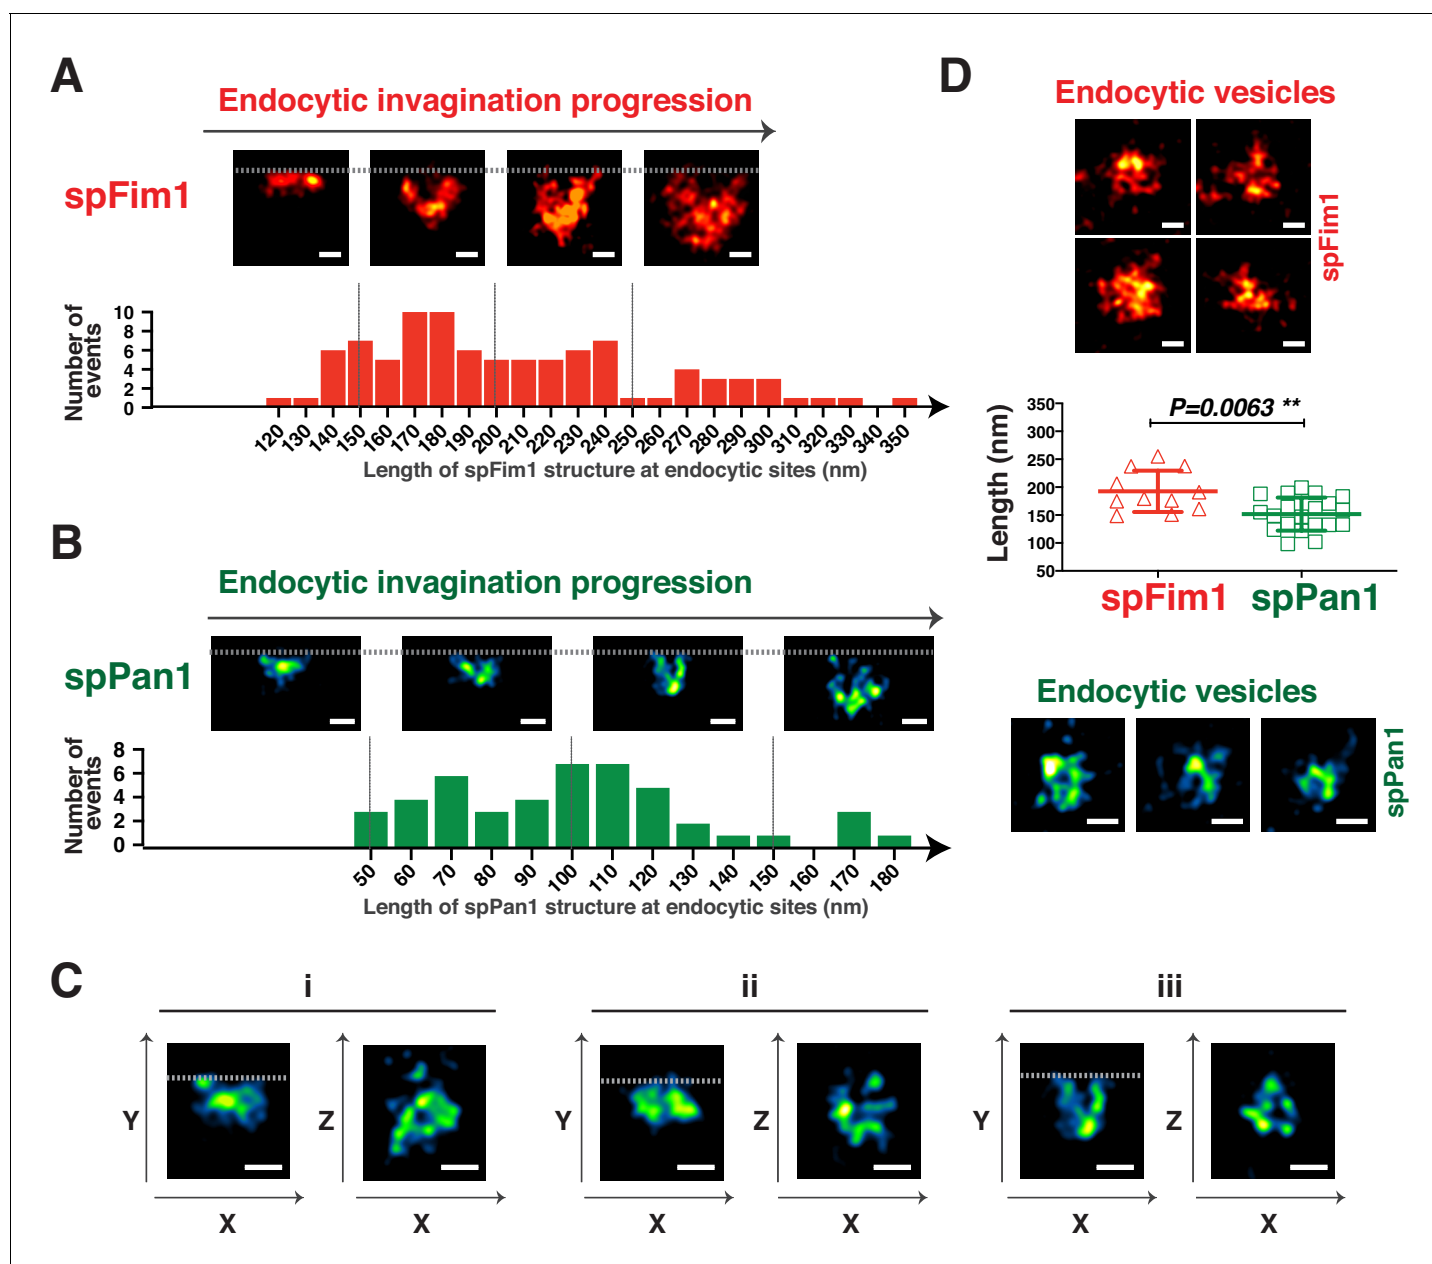 A
Endocytic invagination progression
spFim1
Number of
events
10
8
6
4
2
0
120 130 140 150 160 170 180 190 200 210 220 230 240 250 260 270 280 290 300 310 320 330 340 350
Length of spFim1 structure at endocytic sites (nm)
B
Endocytic invagination progression
spPan1
Number of
events
8
6
4
2
0
50 60 70 80 90 100 110 120 130 140 150 160 170 180
Length of spPan1 structure at endocytic sites (nm)
C
i
ii
iii
Y
X
Z
X
Y
X
Z
X
Y
X
Z
X
D
Endocytic vesicles
spFim1
Length (nm)
350
300
250
200
150
100
50
P=0.0063 **
spFim1 spPan1
Endocytic vesicles
spPan1